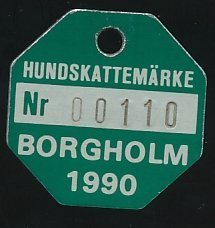 HUNDSKATTEMÄRKE
Nr 00110
BORGHOLM
1990